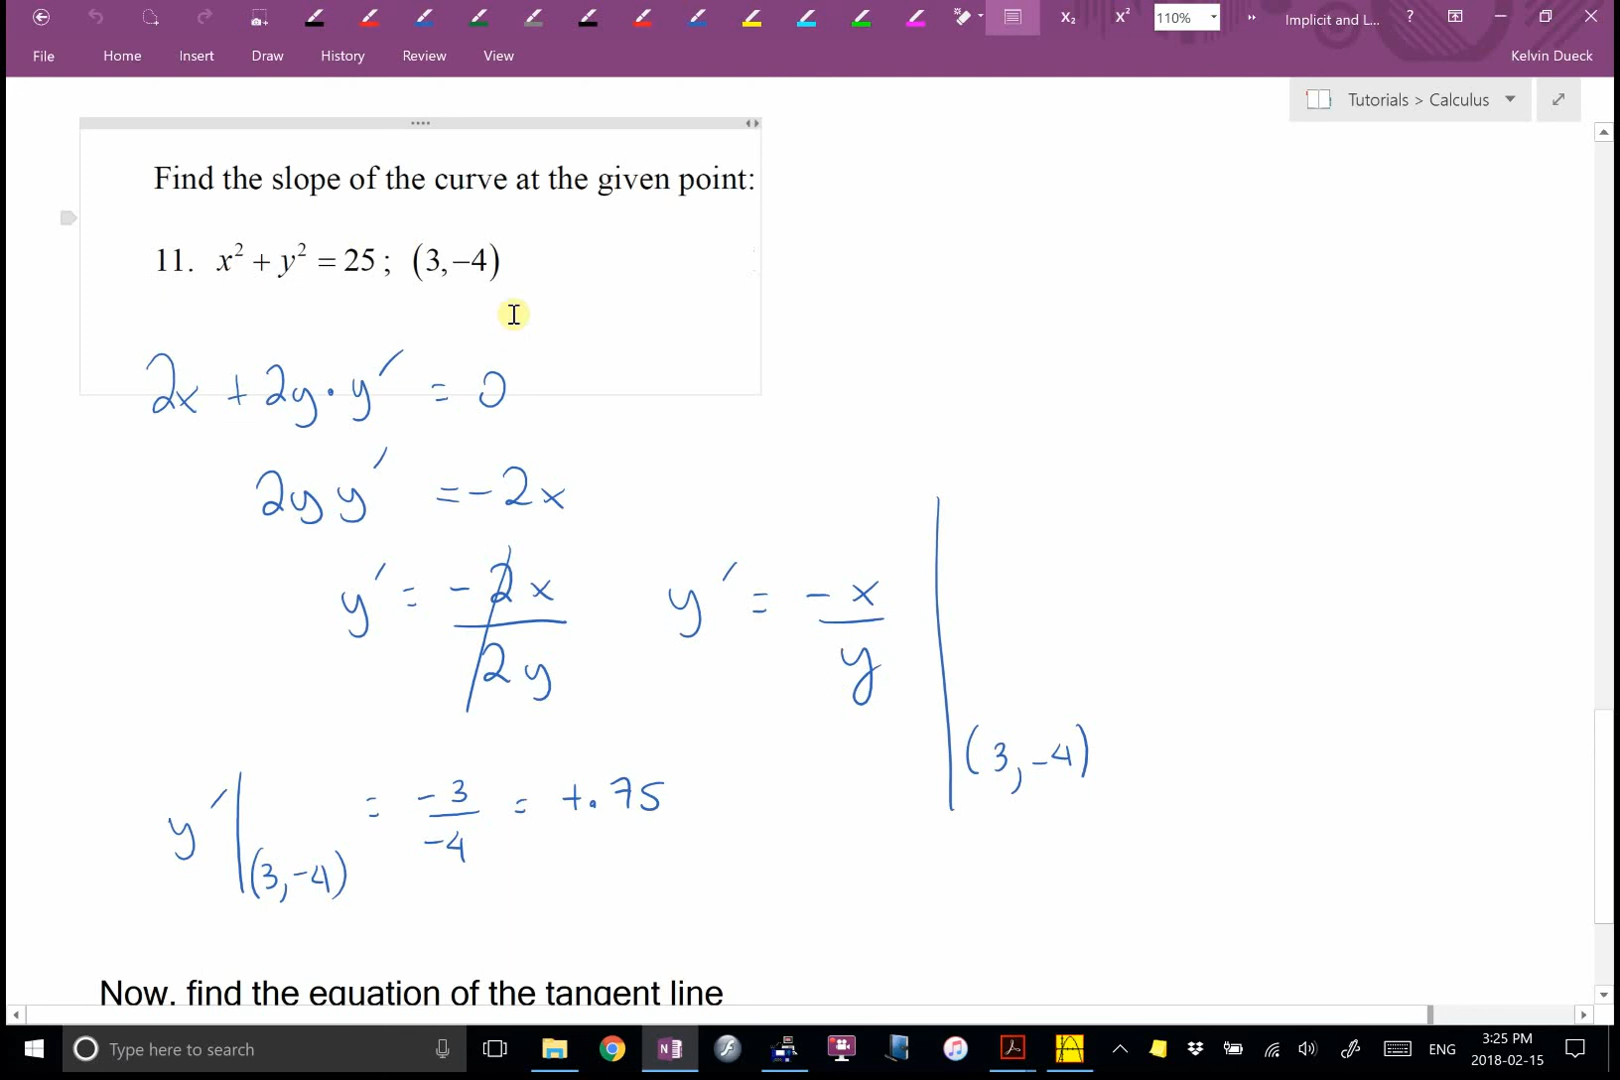 X₂ X² 110% » Implicit and L... ?
File Home Insert Draw History Review View Kelvin Dueck
Tutorials > Calculus
Find the slope of the curve at the given point:
11. x² + y² = 25 ; (3,−4)
2x + 2y · y′ = 0
2y y′ = -2x
y′ = -2x/2y y′ = -x/y |(3,-4)
y′|(3,-4) = -3/-4 = +.75
Now, find the equation of the tangent line
Type here to search ENG 3:25 PM
2018-02-15